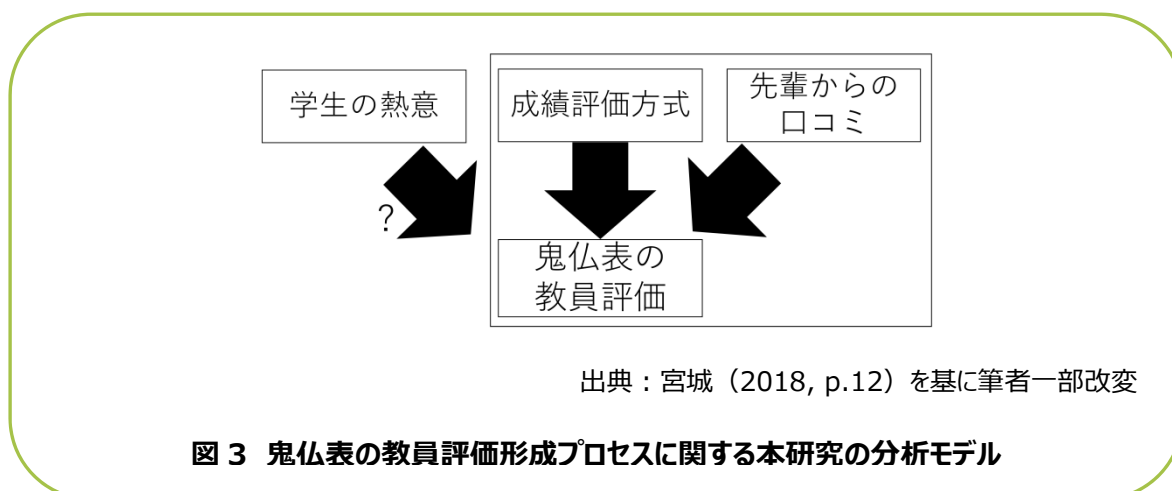 学生の熱意
成績評価方式
先輩からの
口コミ
?
鬼仏表の
教員評価
出典:宮城(2018, p.12)を基に筆者一部改変
図 3 鬼仏表の教員評価形成プロセスに関する本研究の分析モデル